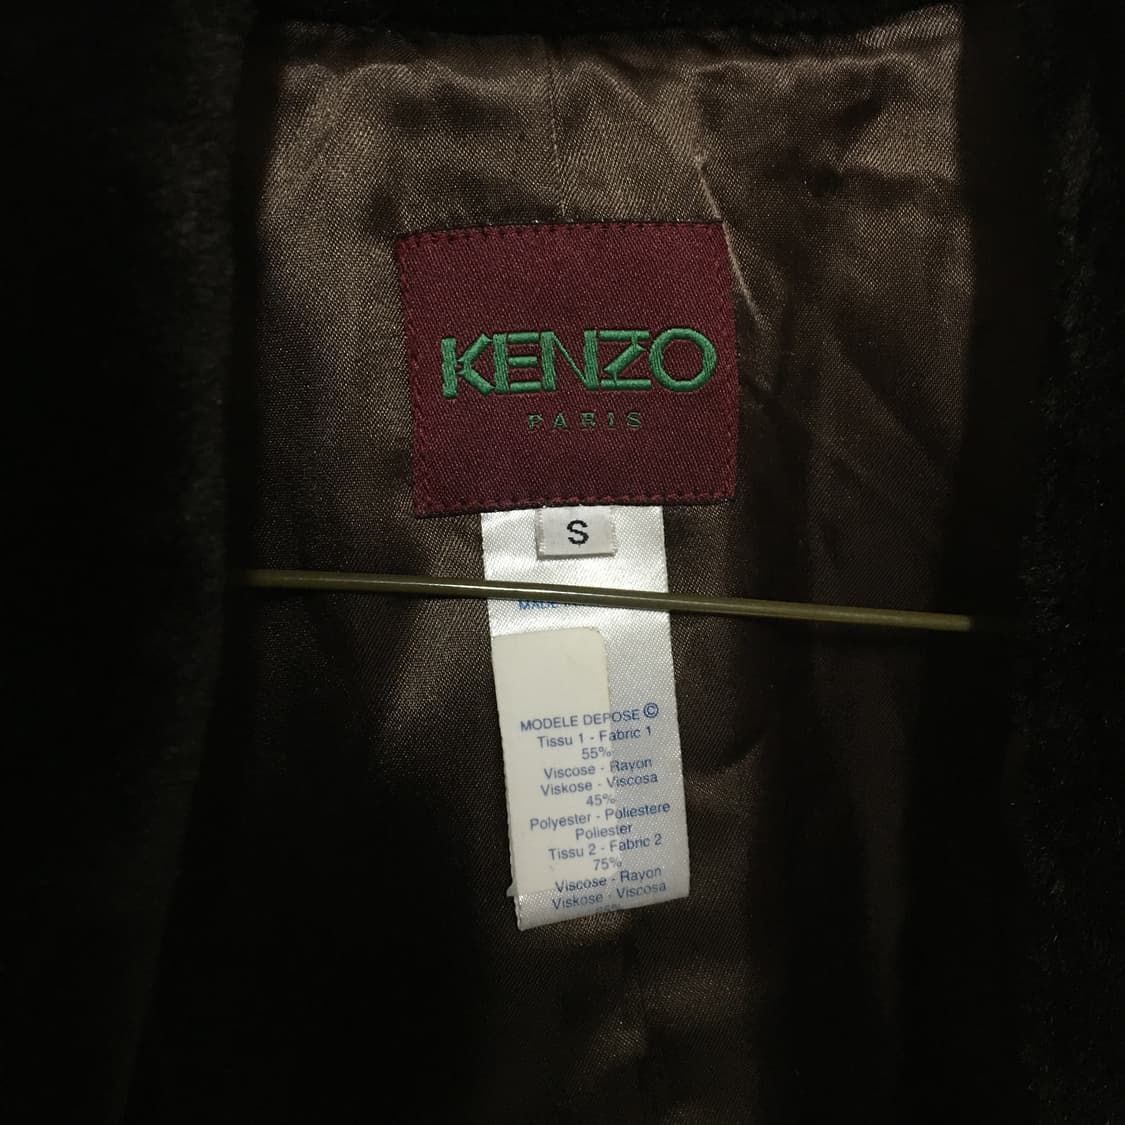 KENZO
PARIS
S
MADE
MODELE DEPOSE ©
Tissu 1 - Fabric 1
55%
Viscose - Rayon
Viskose - Viscosa
45%
Polyester - Poliestere
Poliester
Tissu 2 - Fabric 2
75%
Viscose - Rayon
Viskose - Viscosa